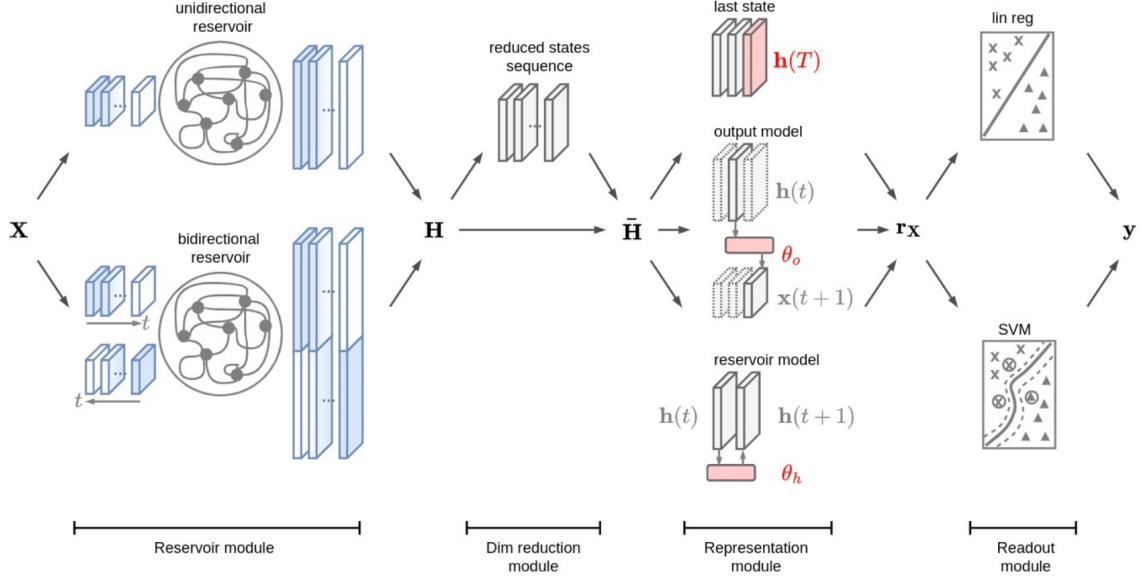 unidirectional
reservoir
...
...
X
bidirectional
reservoir
...
t
...
t
...
...
H
reduced states
sequence
...
H̄
last state
h(T)
output model
h(t)
θ_o
x(t+1)
reservoir model
h(t)
h(t+1)
θ_h
r_X
lin reg
x x
x x
x
SVM
x x
x x
x
y
Reservoir module
Dim reduction
module
Representation
module
Readout
module